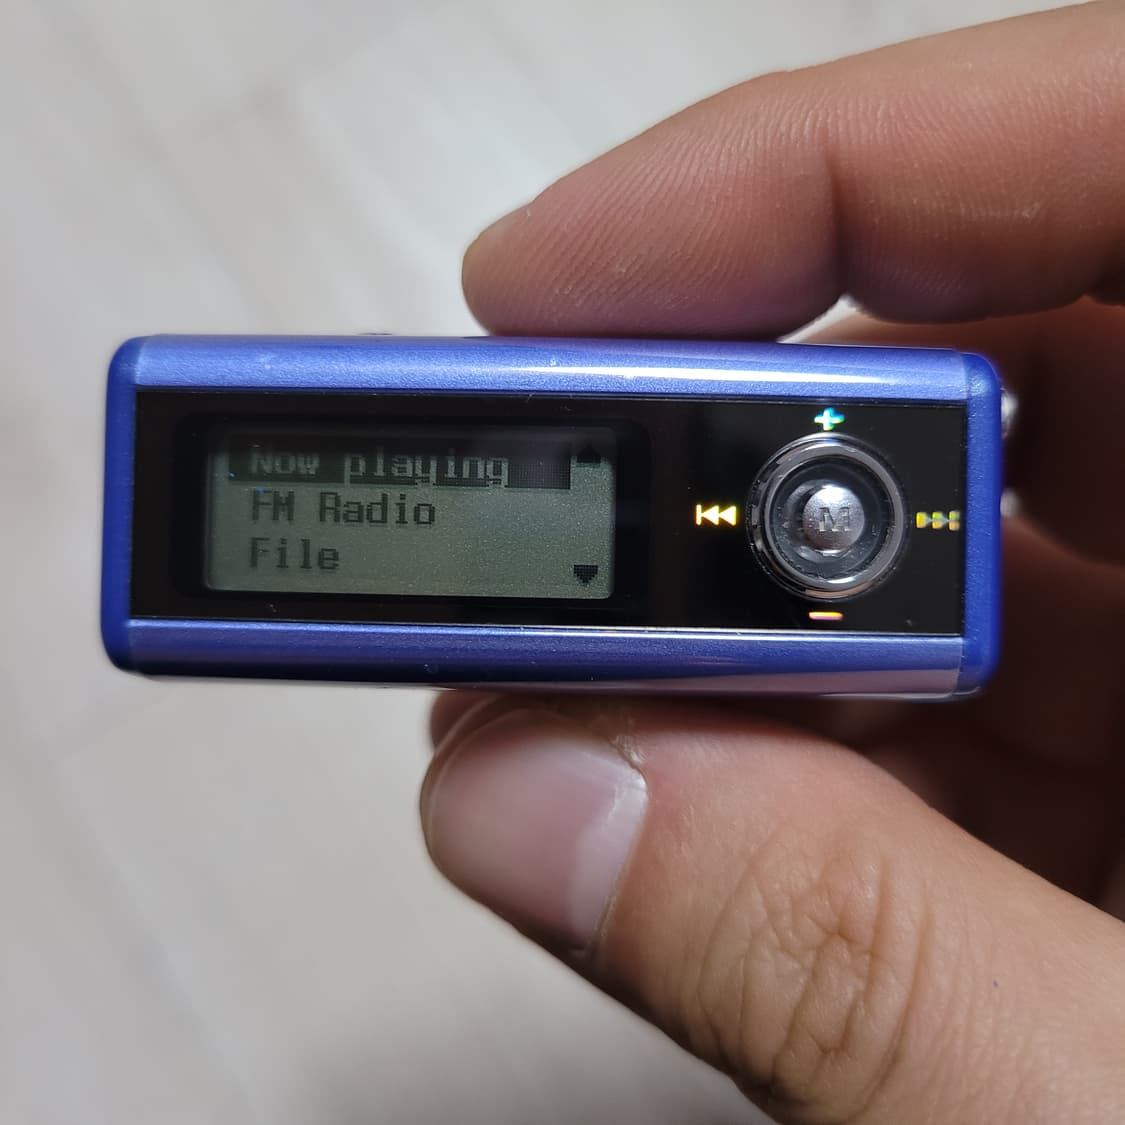 Now playing
FM Radio
File
+
M
−